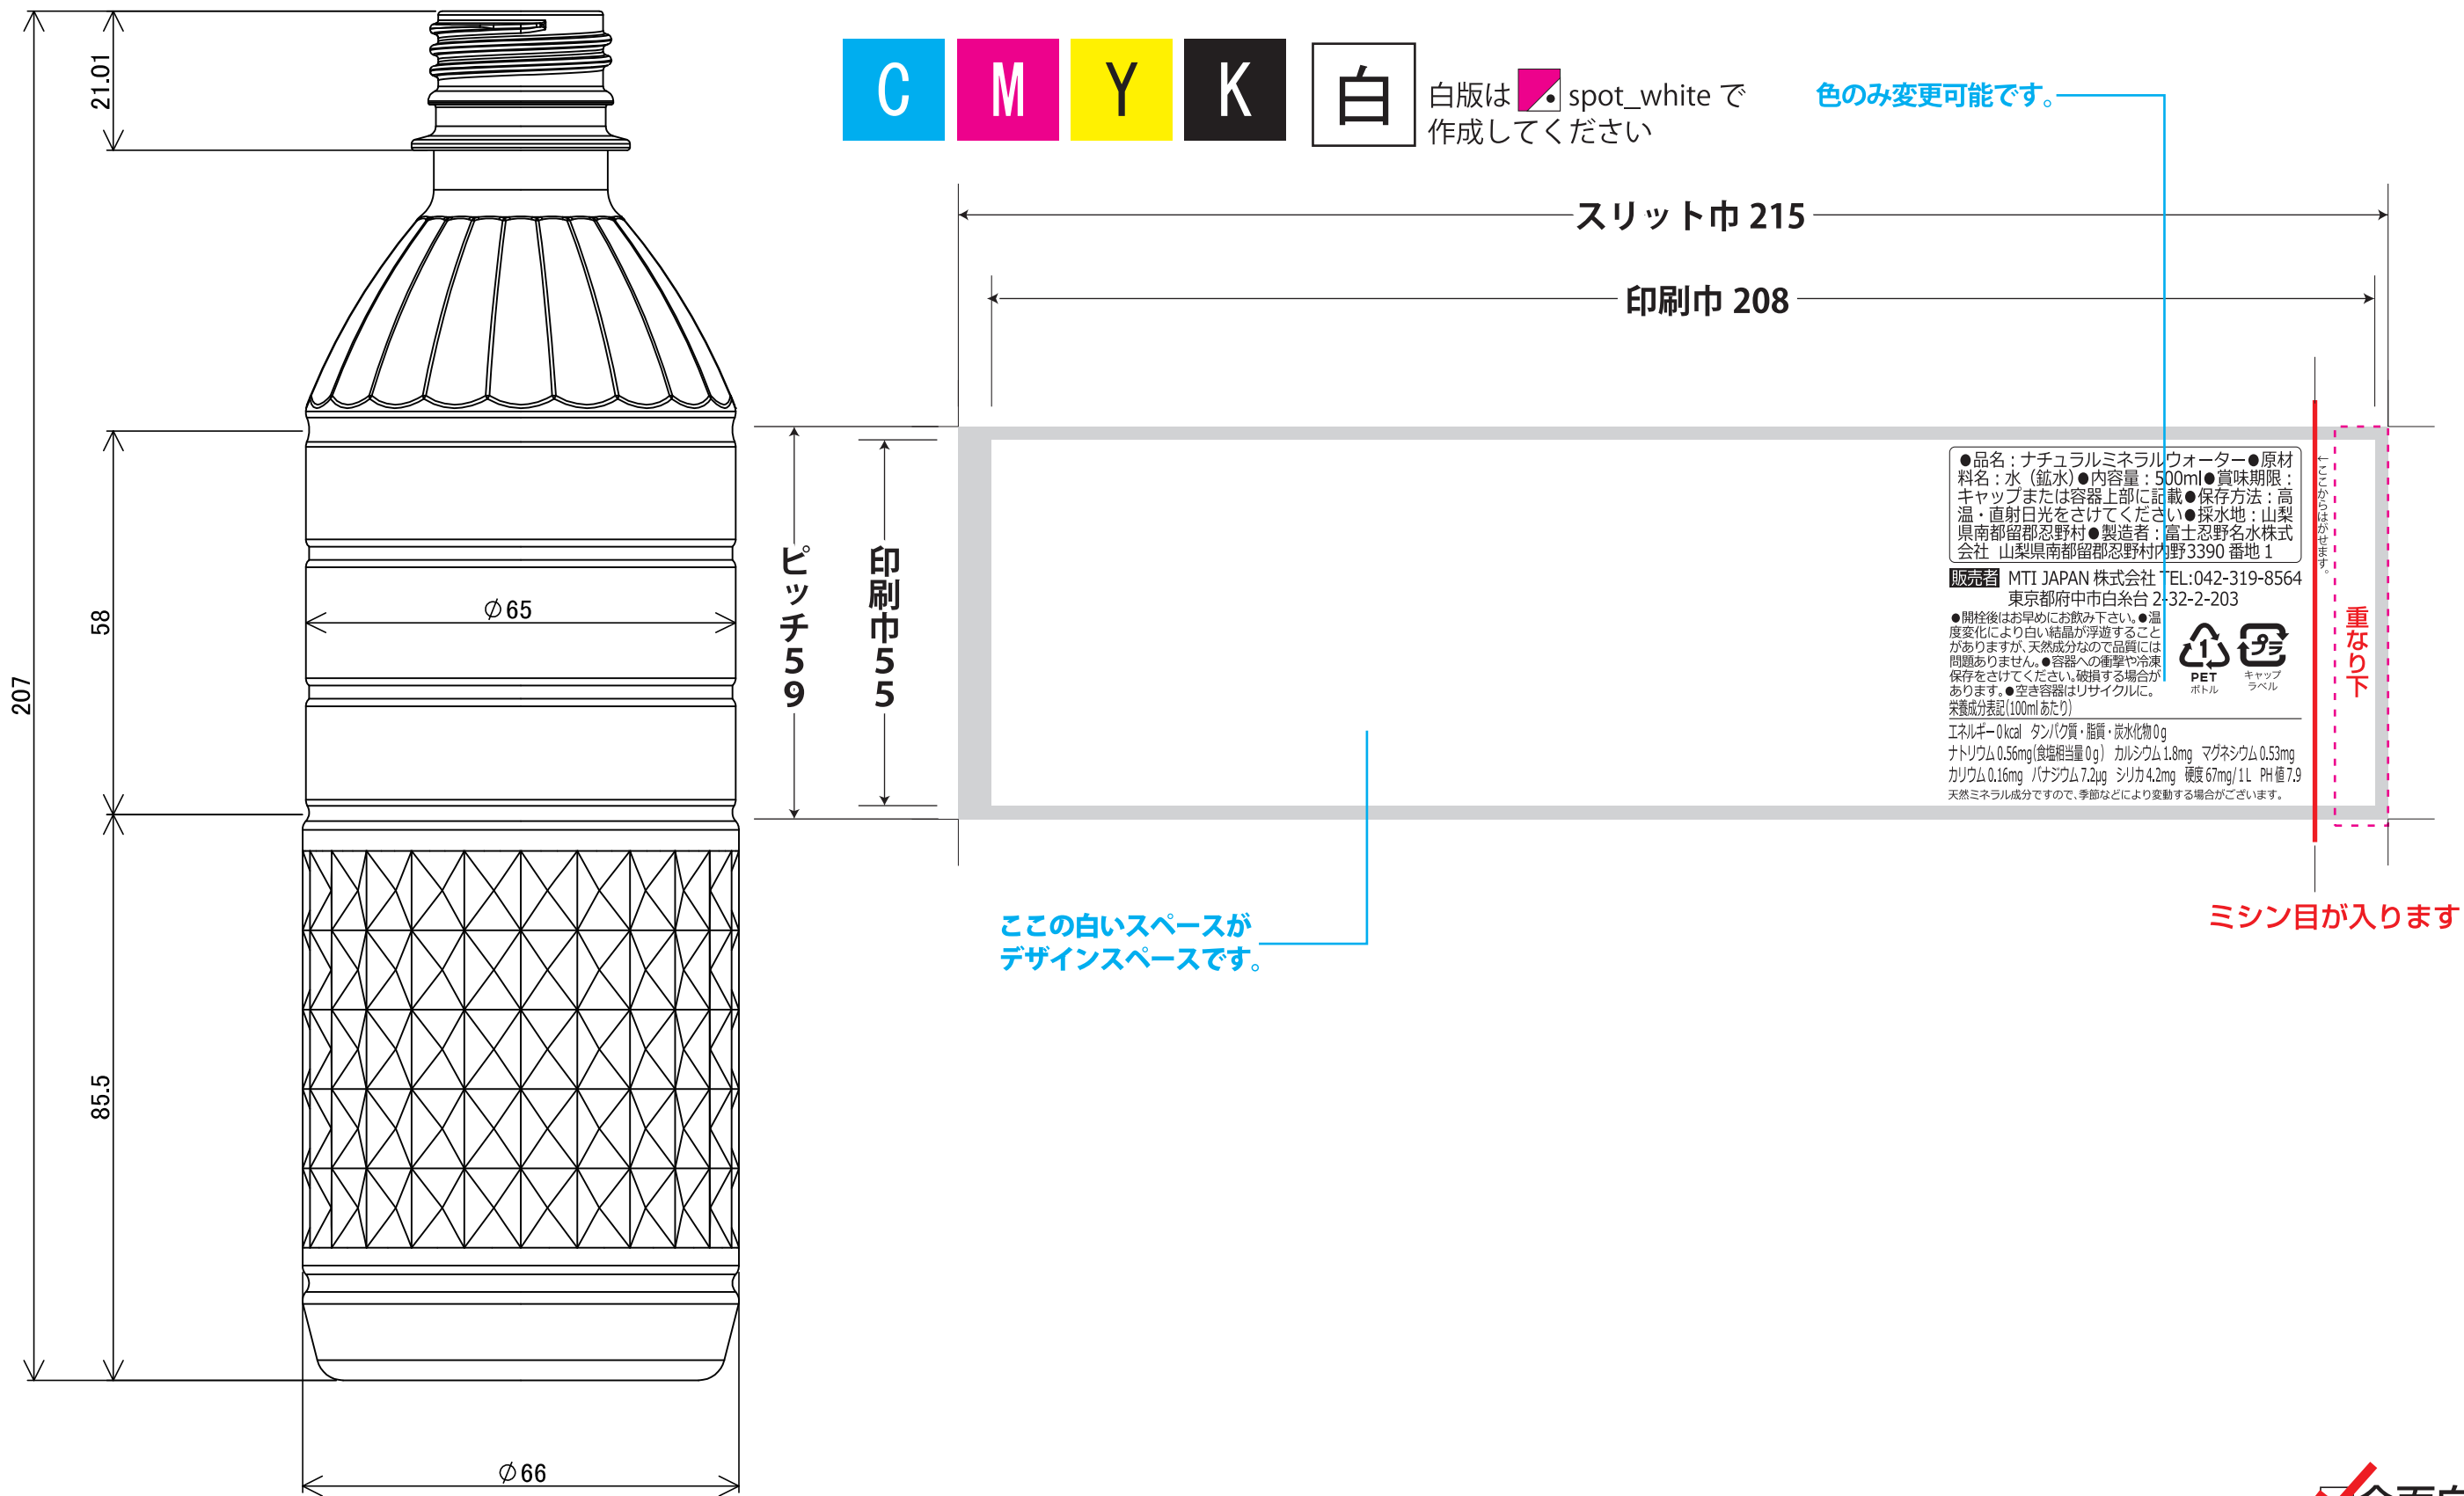 C M Y K 白
白版は spot_white で
作成してください
色のみ変更可能です。
スリット巾 215
印刷巾 208
21.01
58
207
85.5
∅65
∅66
ピッチ59
印刷巾55
●品名：ナチュラルミネラルウォーター●原材
料名：水（鉱水）●内容量：500ml●賞味期限：
キャップまたは容器上部に記載●保存方法：高
温・直射日光をさけてください●採水地：山梨
県南都留郡忍野村●製造者：富士忍野名水株式
会社 山梨県南都留郡忍野村内野3390 番地 1
販売者 MTI JAPAN 株式会社 TEL:042-319-8564
東京都府中市白糸台 2-32-2-203
●開栓後はお早めにお飲み下さい。●温
度変化により白い結晶が浮遊すること
がありますが、天然成分なので品質には
問題ありません。●容器への衝撃や冷凍
保存をさけてください。破損する場合が
あります。●空き容器はリサイクルに。
1
PET
ボトル
プラ
キャップ
ラベル
栄養成分表記(100ml あたり)
エネルギー 0 kcal タンパク質・脂質・炭水化物 0 g
ナトリウム 0.56mg(食塩相当量 0 g) カルシウム 1.8mg マグネシウム 0.53mg
カリウム 0.16mg バナジウム 7.2μg シリカ 4.2mg 硬度 67mg/ 1 L PH 値 7.9
天然ミネラル成分ですので、季節などにより変動する場合がございます。
←ここからはがせます。
重なり下
ミシン目が入ります
ここの白いスペースが
デザインスペースです。